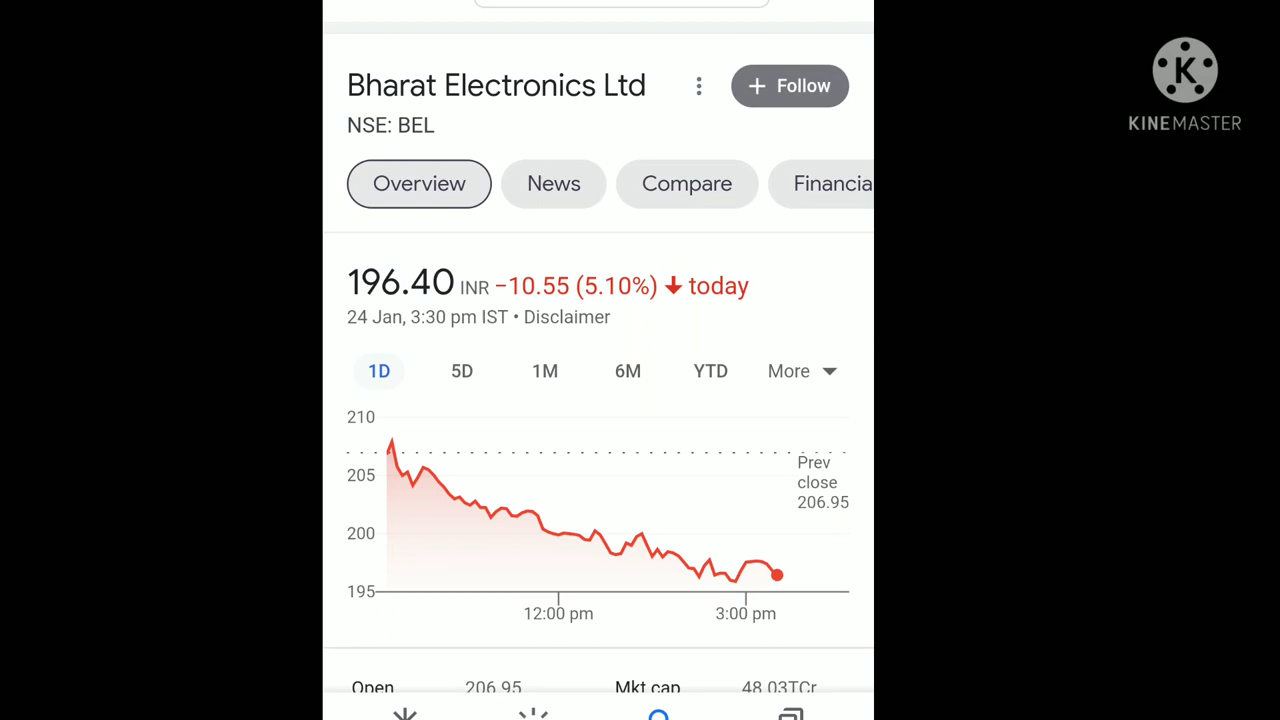 Bharat Electronics Ltd
+ Follow
NSE: BEL
Overview
News
Compare
Financia
196.40 INR −10.55 (5.10%) ↓ today
24 Jan, 3:30 pm IST • Disclaimer
1D
5D
1M
6M
YTD
More
210
205
200
195
Prev
close
206.95
12:00 pm
3:00 pm
Open 206.95
Mkt cap 48.03TCr
K
KINEMASTER